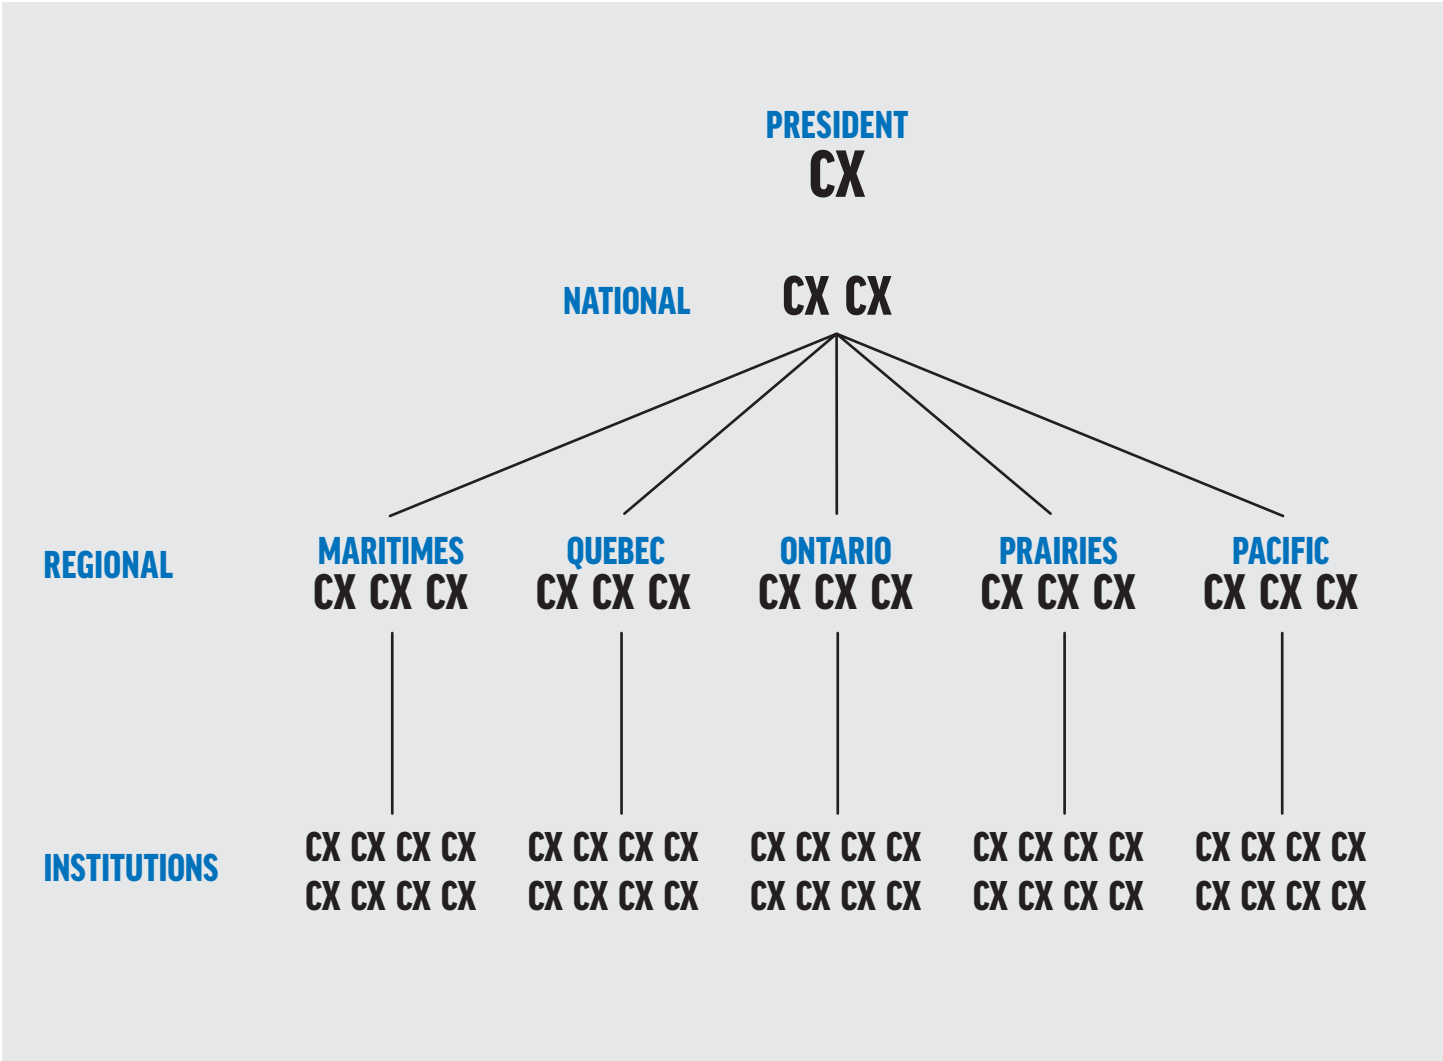 PRESIDENT
CX
NATIONAL CX CX
REGIONAL
MARITIMES QUEBEC ONTARIO PRAIRIES PACIFIC
CX CX CX CX CX CX CX CX CX CX CX CX CX CX CX
INSTITUTIONS
CX CX CX CX CX CX CX CX CX CX CX CX CX CX CX CX CX CX CX CX
CX CX CX CX CX CX CX CX CX CX CX CX CX CX CX CX CX CX CX CX